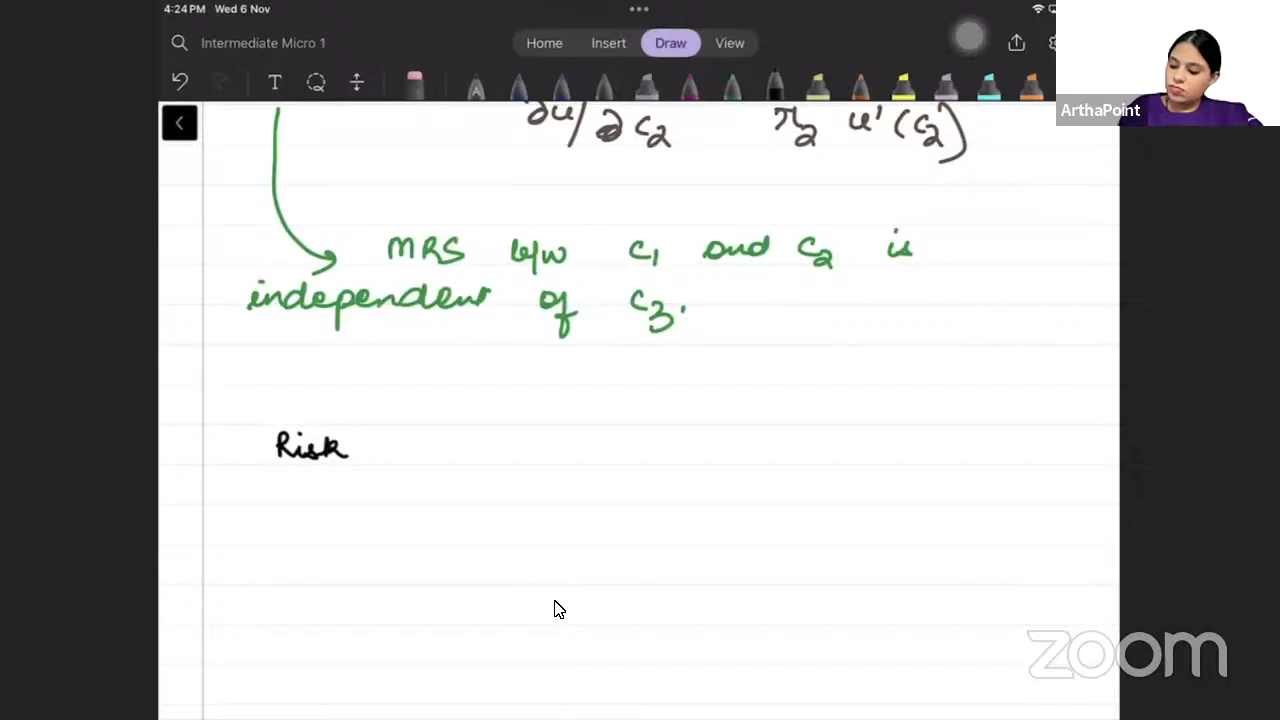 4:24 PM Wed 6 Nov
Intermediate Micro 1
Home Insert Draw View
ArthaPoint
∂u/∂c₂ π₂ u'(c₂)
MRS b/w c₁ and c₂ is
independent of c₃.
Risk
zoom